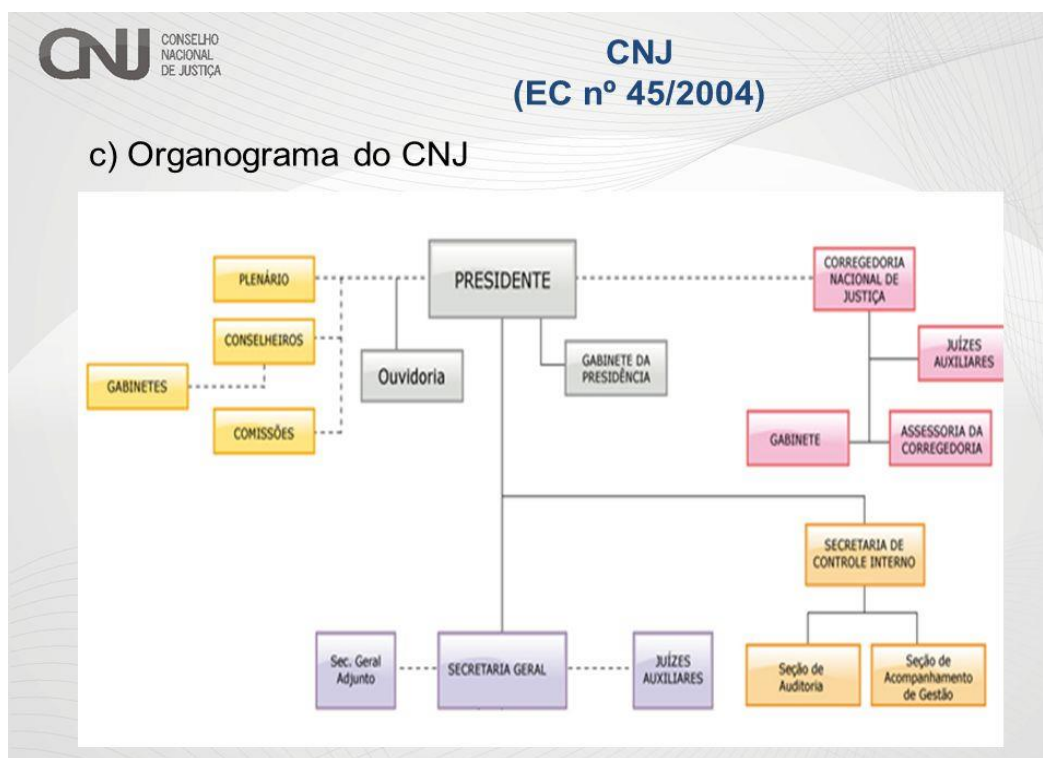 CNJ
CONSELHO
NACIONAL
DE JUSTIÇA
CNJ
(EC nº 45/2004)
c) Organograma do CNJ
PLENÁRIO
PRESIDENTE
CORREGEDORIA
NACIONAL DE
JUSTIÇA
CONSELHEIROS
GABINETES
COMISSÕES
Ouvidoria
GABINETE DA
PRESIDÊNCIA
JUÍZES
AUXILIARES
GABINETE
ASSESSORIA DA
CORREGEDORIA
SECRETARIA DE
CONTROLE INTERNO
Sec. Geral
Adjunto
SECRETARIA GERAL
JUÍZES
AUXILIARES
Seção de
Auditoria
Seção de
Acompanhamento
de Gestão